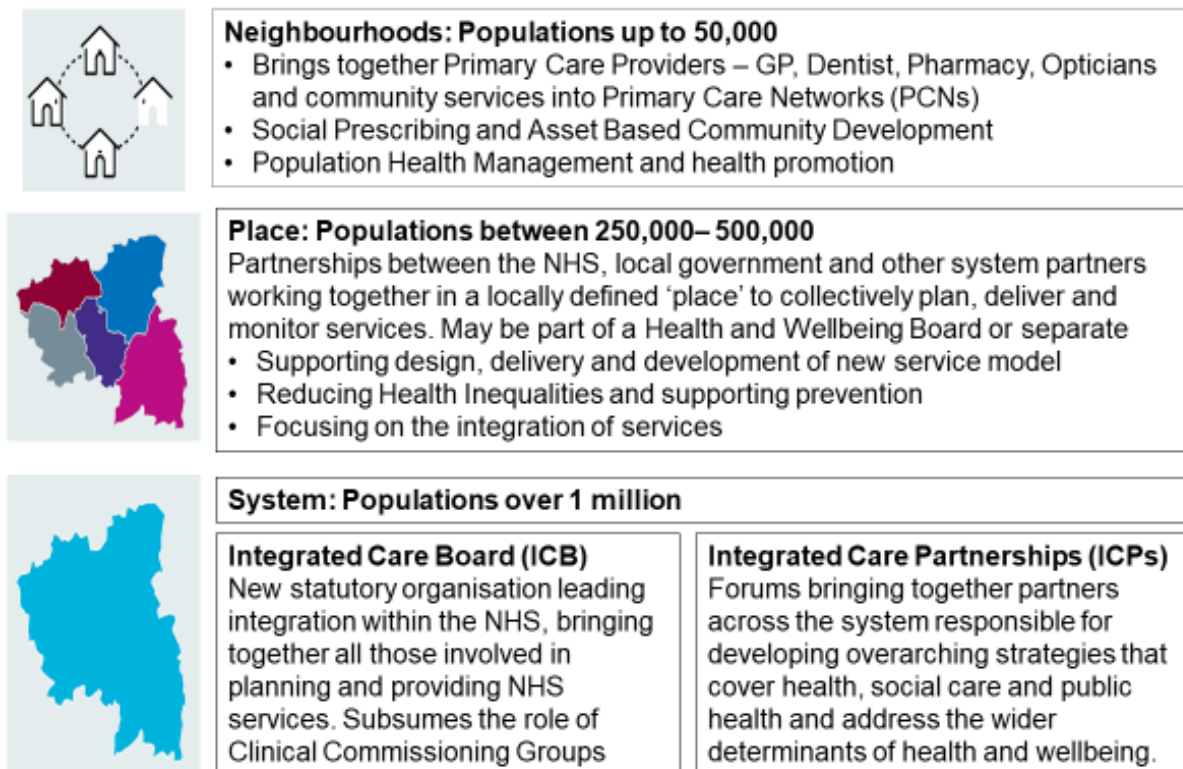 Neighbourhoods: Populations up to 50,000
• Brings together Primary Care Providers – GP, Dentist, Pharmacy, Opticians
and community services into Primary Care Networks (PCNs)
• Social Prescribing and Asset Based Community Development
• Population Health Management and health promotion
Place: Populations between 250,000– 500,000
Partnerships between the NHS, local government and other system partners
working together in a locally defined ‘place’ to collectively plan, deliver and
monitor services. May be part of a Health and Wellbeing Board or separate
• Supporting design, delivery and development of new service model
• Reducing Health Inequalities and supporting prevention
• Focusing on the integration of services
System: Populations over 1 million
Integrated Care Board (ICB)
New statutory organisation leading
integration within the NHS, bringing
together all those involved in
planning and providing NHS
services. Subsumes the role of
Clinical Commissioning Groups
Integrated Care Partnerships (ICPs)
Forums bringing together partners
across the system responsible for
developing overarching strategies that
cover health, social care and public
health and address the wider
determinants of health and wellbeing.